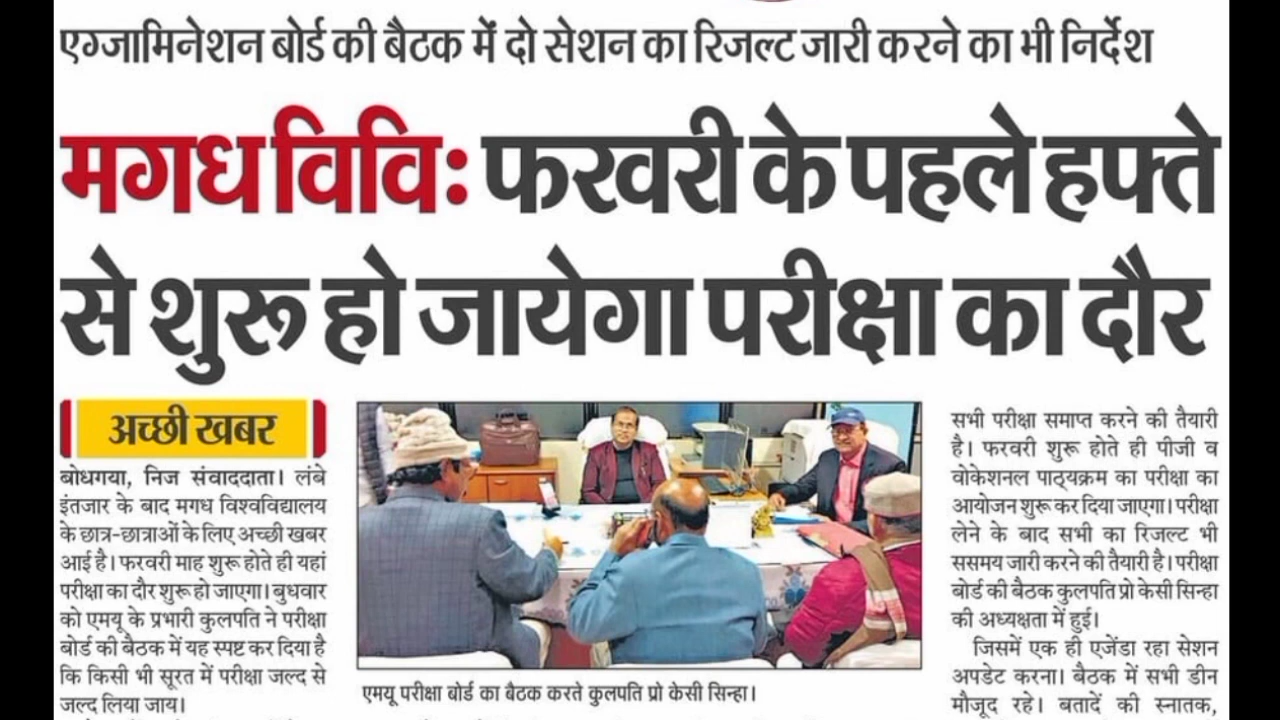 एग्जामिनेशन बोर्ड की बैठक में दो सेशन का रिजल्ट जारी करने का भी निर्देश
मगध विवि: फरवरी के पहले हफ्ते
से शुरू हो जायेगा परीक्षा का दौर
अच्छी खबर
बोधगया, निज संवाददाता। लंबे
इंतजार के बाद मगध विश्वविद्यालय
के छात्र-छात्राओं के लिए अच्छी खबर
आई है। फरवरी माह शुरू होते ही यहां
परीक्षा का दौर शुरू हो जाएगा। बुधवार
को एमयू के प्रभारी कुलपति ने परीक्षा
बोर्ड की बैठक में यह स्पष्ट कर दिया है
कि किसी भी सूरत में परीक्षा जल्द से
जल्द लिया जाय।
एमयू परीक्षा बोर्ड का बैठक करते कुलपति प्रो केसी सिन्हा।
सभी परीक्षा समाप्त करने की तैयारी
है। फरवरी शुरू होते ही पीजी व
वोकेशनल पाठ्यक्रम का परीक्षा का
आयोजन शुरू कर दिया जाएगा। परीक्षा
लेने के बाद सभी का रिजल्ट भी
ससमय जारी करने की तैयारी है। परीक्षा
बोर्ड की बैठक कुलपति प्रो केसी सिन्हा
की अध्यक्षता में हुई।
जिसमें एक ही एजेंडा रहा सेशन
अपडेट करना। बैठक में सभी डीन
मौजूद रहे। बतादें की स्नातक,